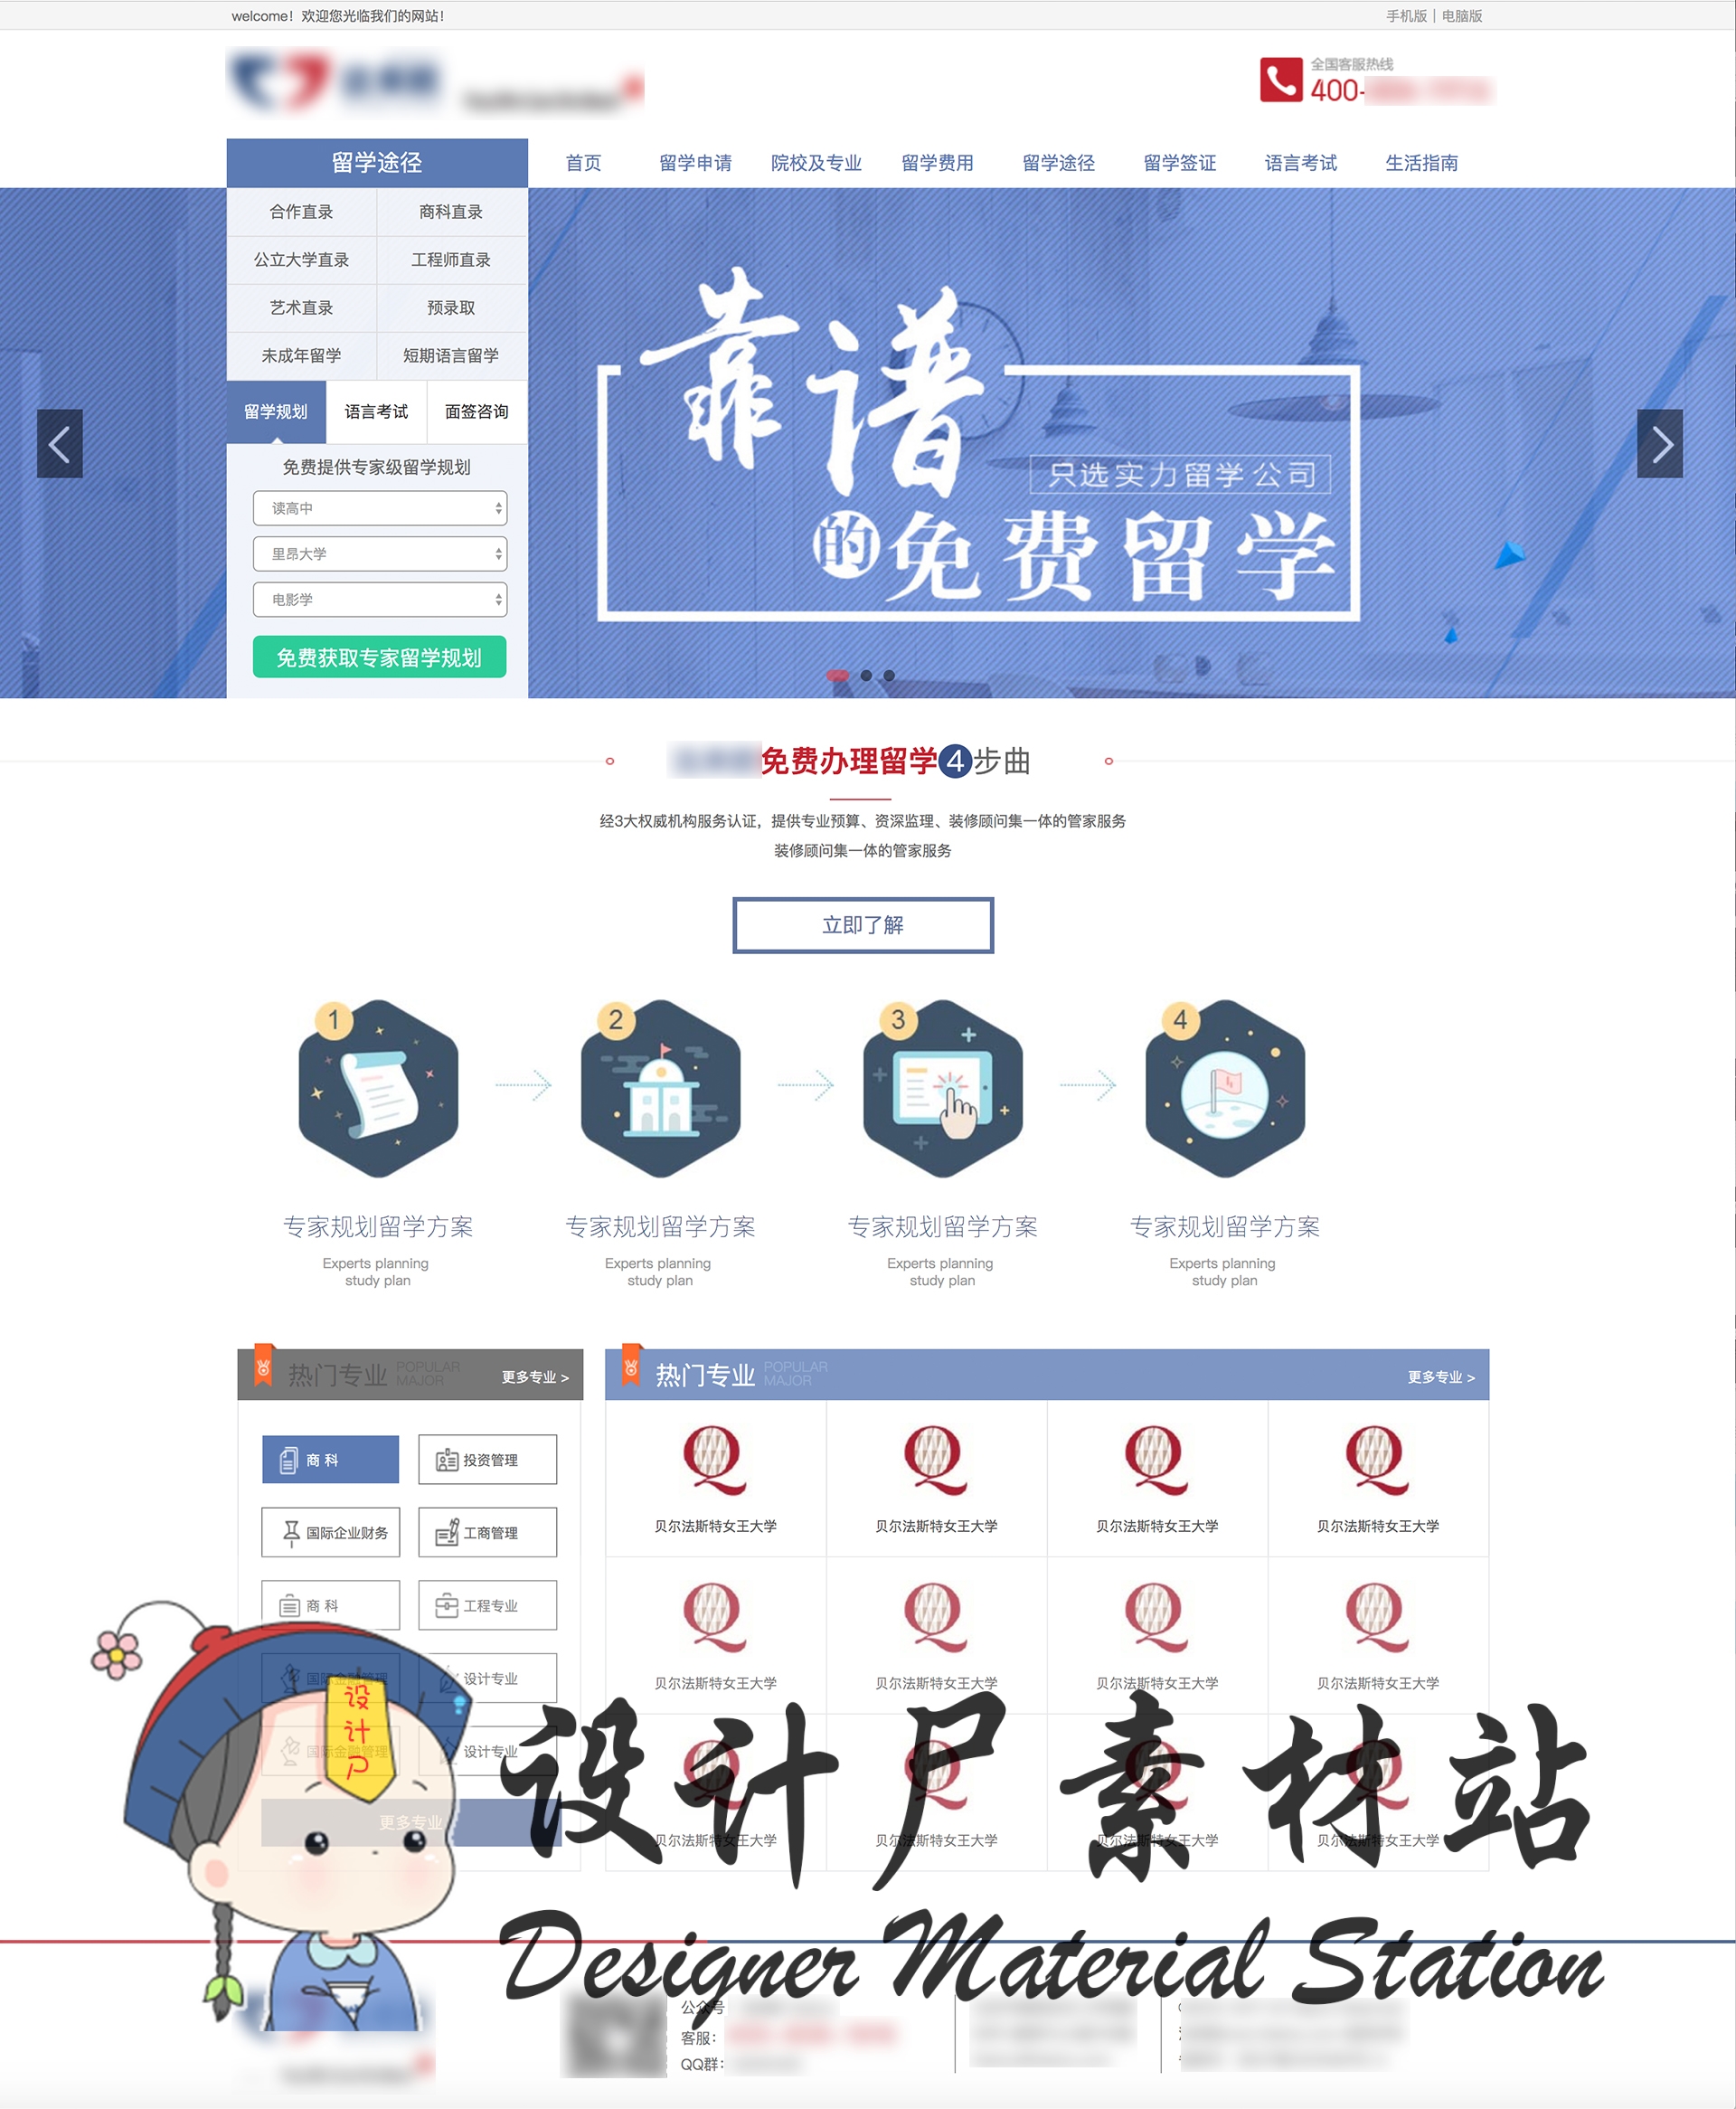 welcome！欢迎您光临我们的网站！
手机版 | 电脑版
全国客服热线
400-
留学途径
首页 留学申请 院校及专业 留学费用 留学途径 留学签证 语言考试 生活指南
合作直录 商科直录
公立大学直录 工程师直录
艺术直录 预录取
未成年留学 短期语言留学
留学规划 语言考试 面签咨询
免费提供专家级留学规划
读高中
里昂大学
电影学
免费获取专家留学规划
靠谱
只选实力留学公司
的免费留学
免费办理留学4步曲
经3大权威机构服务认证，提供专业预算、资深监理、装修顾问集一体的管家服务
装修顾问集一体的管家服务
立即了解
1 2 3 4
专家规划留学方案 专家规划留学方案 专家规划留学方案 专家规划留学方案
Experts planning Experts planning Experts planning Experts planning
study plan study plan study plan study plan
热门专业 POPULAR MAJOR 更多专业 >
商 科 投资管理
国际企业财务 工商管理
商 科 工程专业
国际金融管理 设计专业
国际金融管理 设计专业
更多专业
热门专业 POPULAR MAJOR 更多专业 >
贝尔法斯特女王大学 贝尔法斯特女王大学 贝尔法斯特女王大学 贝尔法斯特女王大学
贝尔法斯特女王大学 贝尔法斯特女王大学 贝尔法斯特女王大学 贝尔法斯特女王大学
贝尔法斯特女王大学 贝尔法斯特女王大学 贝尔法斯特女王大学 贝尔法斯特女王大学
设
计
尸
设计尸素材站
Designer Material Station
公众号
客服：
QQ群：